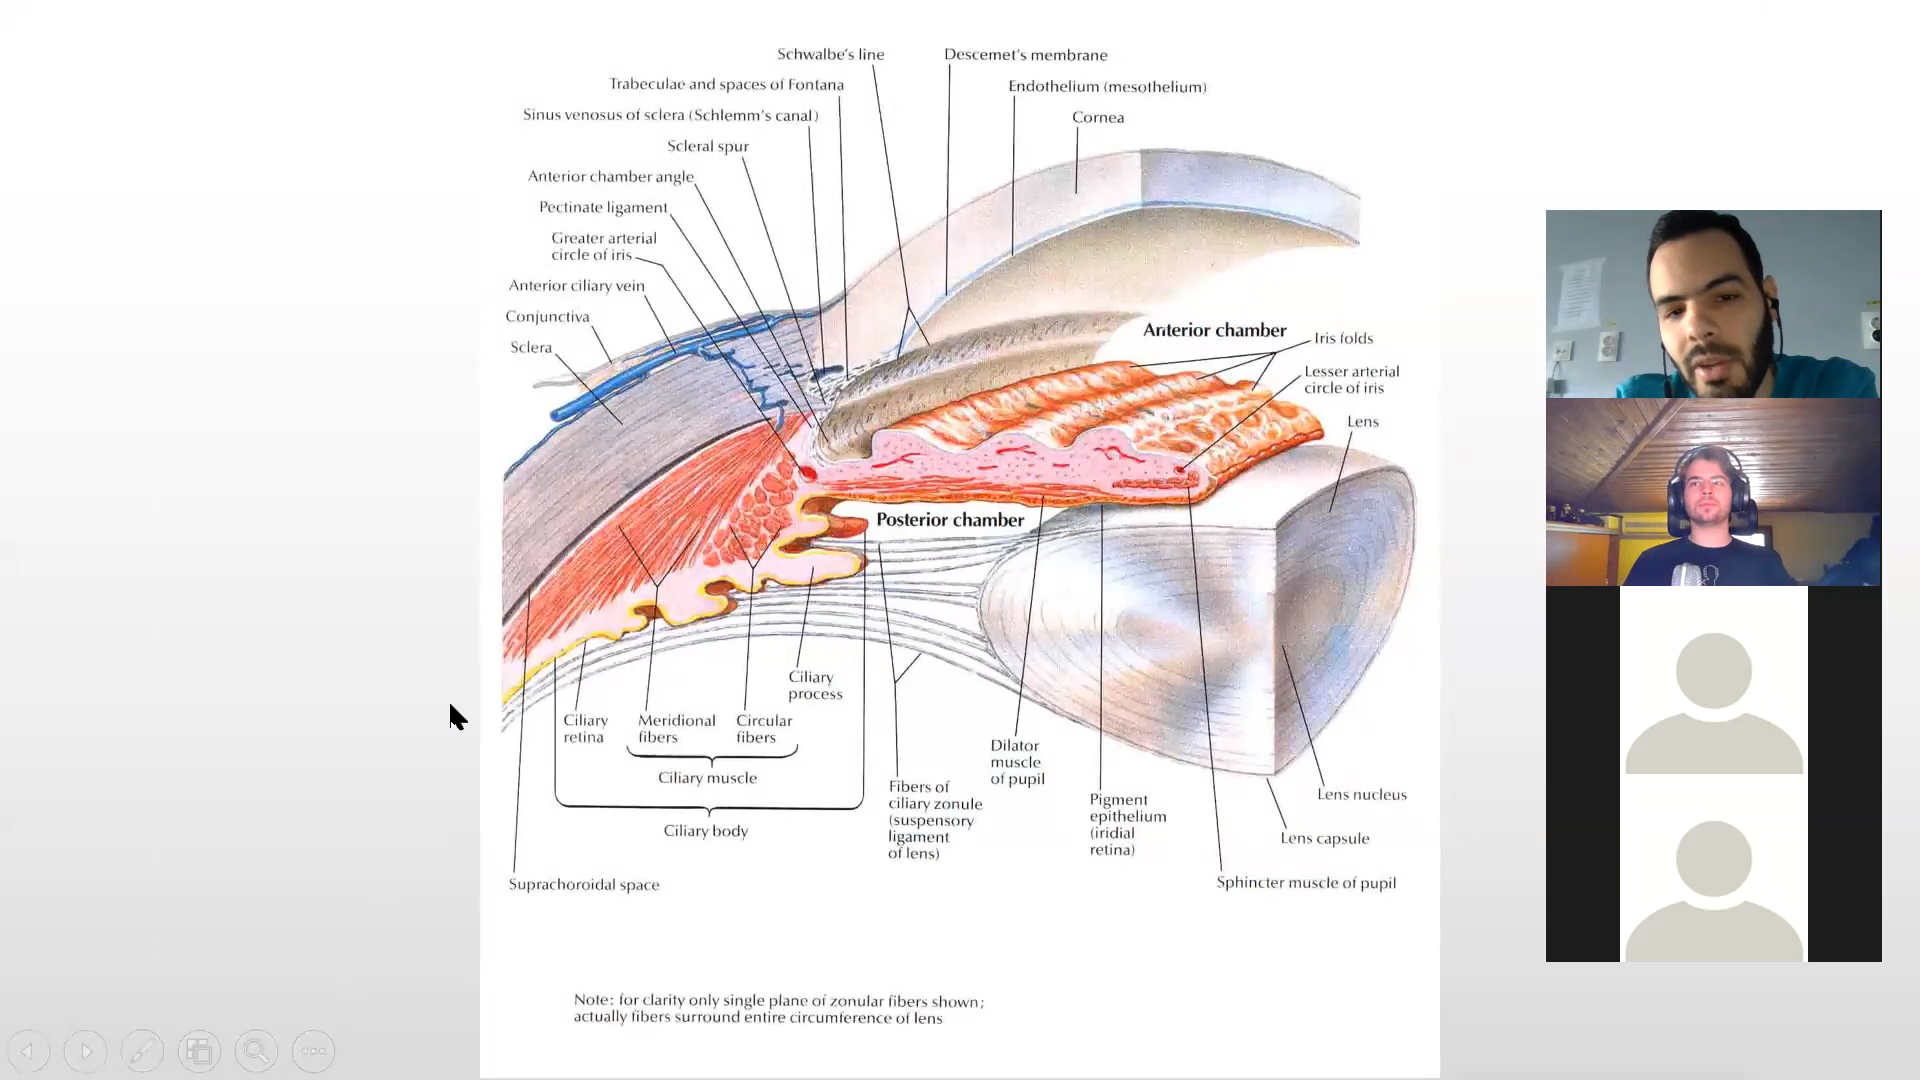 Schwalbe's line
Descemet's membrane
Trabeculae and spaces of Fontana
Endothelium (mesothelium)
Sinus venosus of sclera (Schlemm's canal)
Cornea
Scleral spur
Anterior chamber angle
Pectinate ligament
Greater arterial
circle of iris
Anterior ciliary vein
Conjunctiva
Sclera
Anterior chamber
Iris folds
Lesser arterial
circle of iris
Lens
Posterior chamber
Ciliary
process
Ciliary
retina
Meridional
fibers
Circular
fibers
Ciliary muscle
Ciliary body
Suprachoroidal space
Fibers of
ciliary zonule
(suspensory
ligament
of lens)
Dilator
muscle
of pupil
Pigment
epithelium
(iridial
retina)
Lens nucleus
Lens capsule
Sphincter muscle of pupil
Note: for clarity only single plane of zonular fibers shown;
actually fibers surround entire circumference of lens